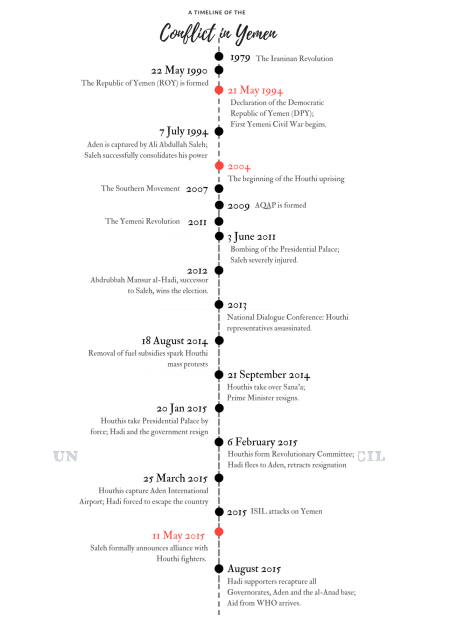 A TIMELINE OF THE
Conflict in Yemen
1979 The Iraninan Revolution
22 May 1990
The Republic of Yemen (ROY) is formed
21 May 1994
Declaration of the Democratic
Republic of Yemen (DPY);
First Yemeni Civil War begins.
7 July 1994
Aden is captured by Ali Abdullah Saleh;
Saleh successfully consolidates his power
2004
The beginning of the Houthi uprising
The Southern Movement 2007
2009 AQAP is formed
The Yemeni Revolution 2011
3 June 2011
Bombing of the Presidential Palace;
Saleh severely injured.
2012
Abdrubbah Mansur al-Hadi, successor
to Saleh, wins the election.
2013
National Dialogue Conference: Houthi
representatives assassinated.
18 August 2014
Removal of fuel subsidies spark Houthi
mass protests
21 September 2014
Houthis take over Sana'a;
Prime Minister resigns.
20 Jan 2015
Houthis take Presidential Palace by
force; Hadi and the government resign
6 February 2015
Houthis form Revolutionary Committee;
Hadi flees to Aden, retracts resignation
UN CIL
25 March 2015
Houthis capture Aden International
Airport; Hadi forced to escape the country
2015 ISIL attacks on Yemen
11 May 2015
Saleh formally announces alliance with
Houthi fighters.
August 2015
Hadi supporters recapture all
Governorates, Aden and the al-Anad base;
Aid from WHO arrives.